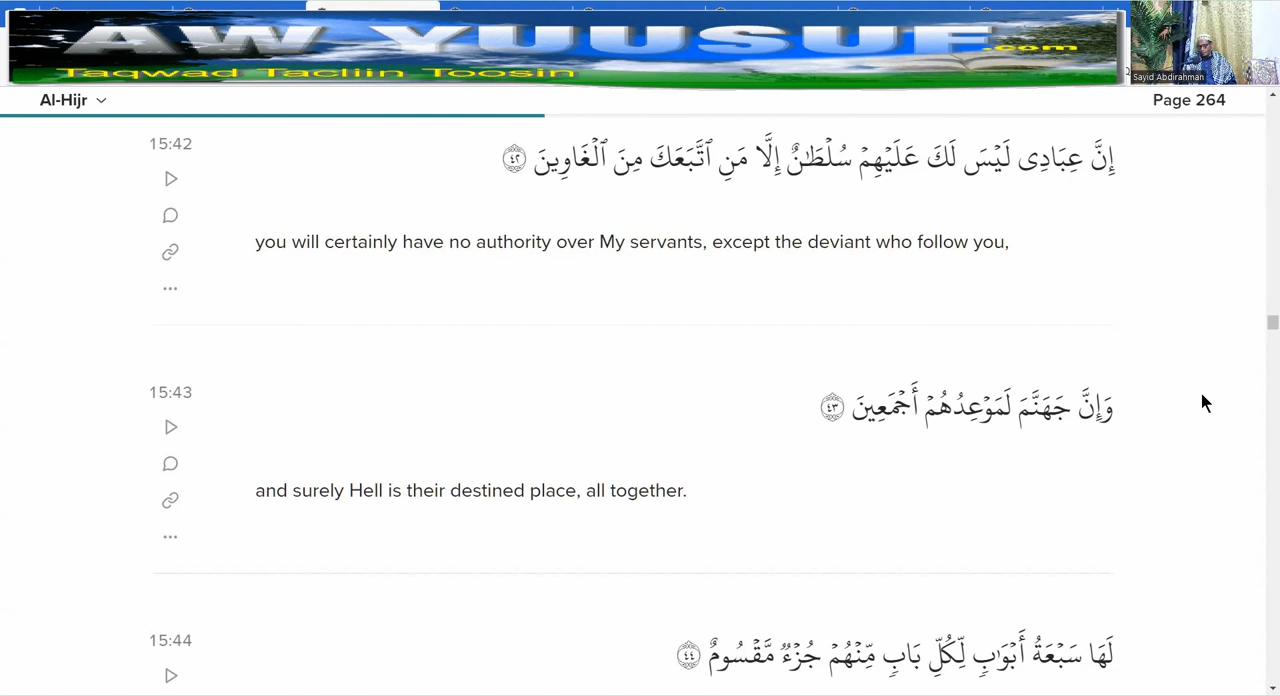 AW YUUSUF.com
Taqwad Tacliin Toosin
Sayid Abdirahman
Al-Hijr
Page 264
15:42
إِنَّ عِبَادِى لَيْسَ لَكَ عَلَيْهِمْ سُلْطَـٰنٌ إِلَّا مَنِ ٱتَّبَعَكَ مِنَ ٱلْغَاوِينَ ٤٢
you will certainly have no authority over My servants, except the deviant who follow you,
15:43
وَإِنَّ جَهَنَّمَ لَمَوْعِدُهُمْ أَجْمَعِينَ ٤٣
and surely Hell is their destined place, all together.
15:44
لَهَا سَبْعَةُ أَبْوَٰبٍ لِّكُلِّ بَابٍ مِّنْهُمْ جُزْءٌ مَّقْسُومٌ ٤٤